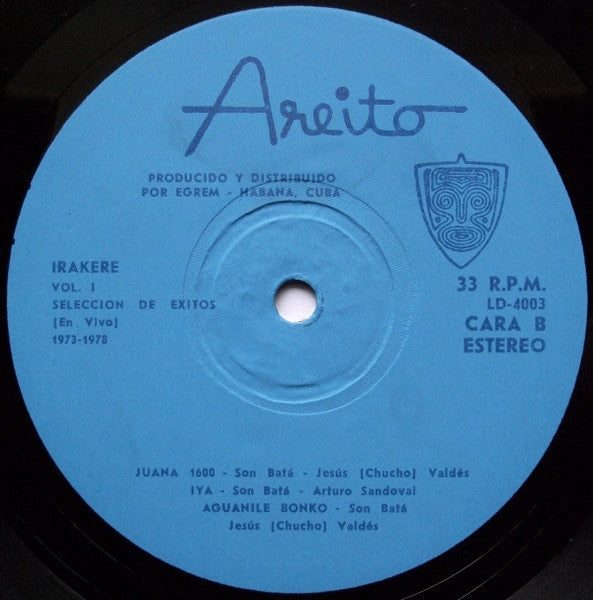 Areito
PRODUCIDO Y DISTRIBUIDO
POR EGREM - HABANA, CUBA
IRAKERE
VOL. I
SELECCION DE EXITOS
[En Vivo]
1973-1978
33 R.P.M.
LD-4003
CARA B
ESTEREO
JUANA 1600 - Son Batá - Jesús [Chucho] Valdés
IYA - Son Batá - Arturo Sandoval
AGUANILE BONKO - Son Batá
Jesús [Chucho] Valdés